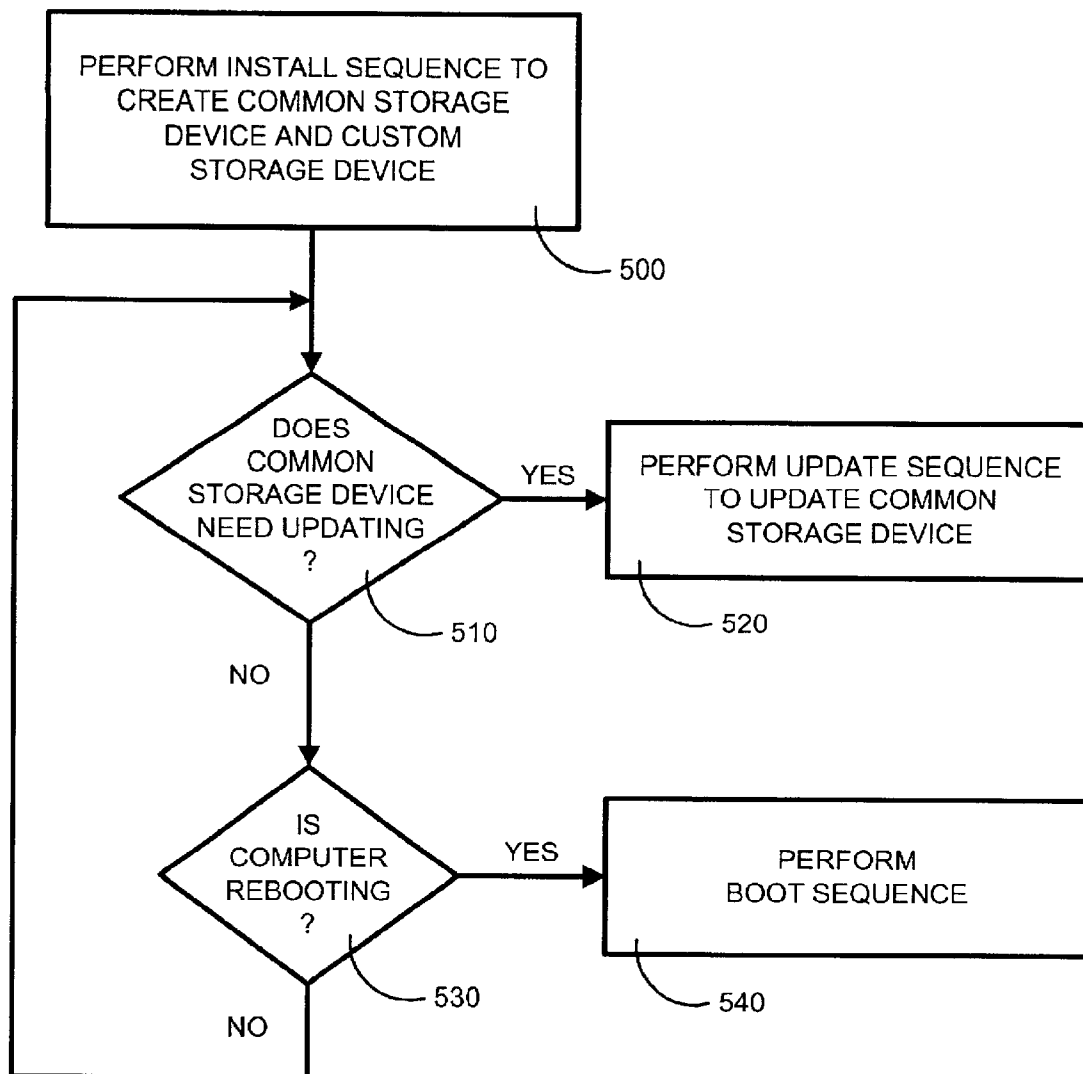 PERFORM INSTALL SEQUENCE TO
CREATE COMMON STORAGE
DEVICE AND CUSTOM
STORAGE DEVICE
500
DOES
COMMON
STORAGE DEVICE
NEED UPDATING
?
510
YES
PERFORM UPDATE SEQUENCE
TO UPDATE COMMON
STORAGE DEVICE
520
NO
IS
COMPUTER
REBOOTING
?
530
YES
PERFORM
BOOT SEQUENCE
540
NO